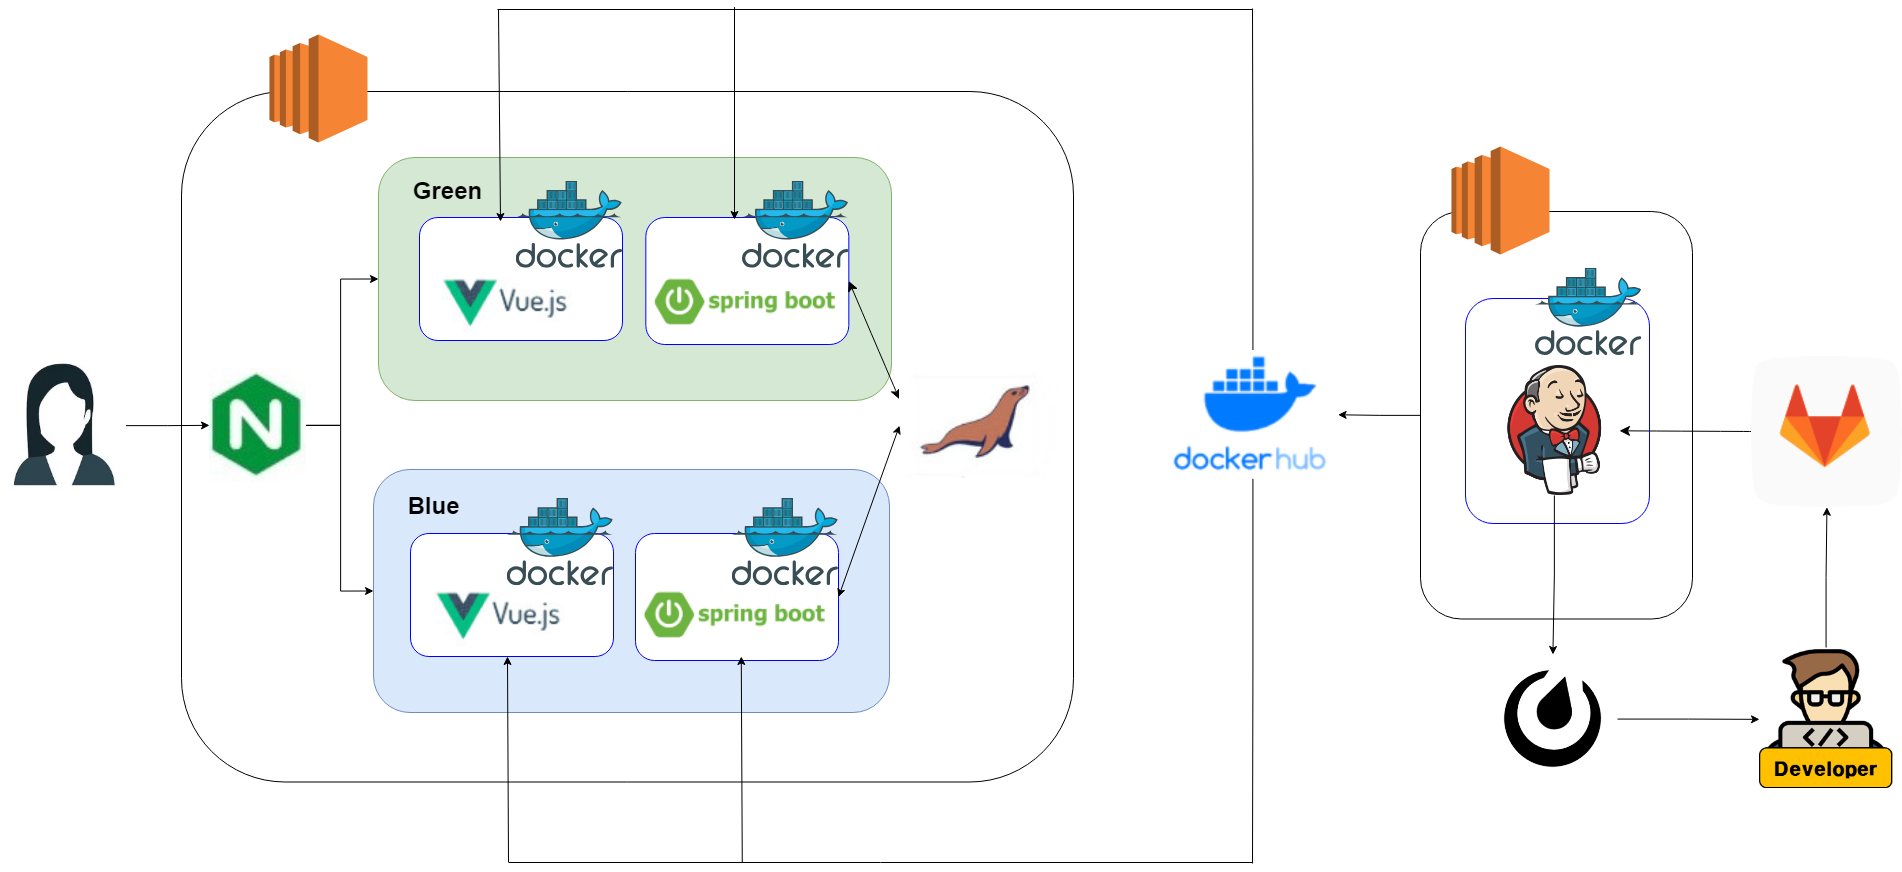 Green
docker
Vue.js
docker
spring boot
Blue
docker
Vue.js
docker
spring boot
N
docker hub
docker
</>
Developer